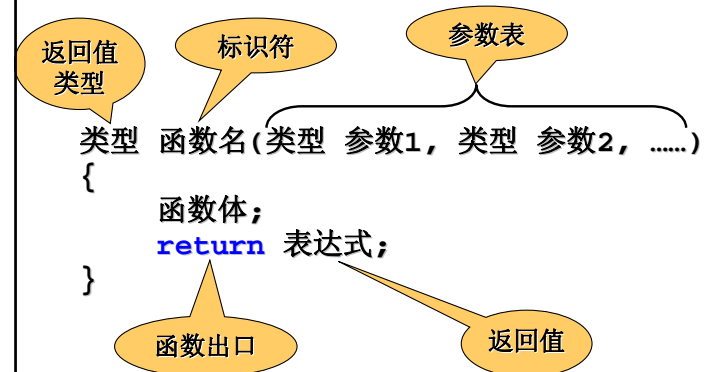 返回值
类型
标识符
参数表
类型 函数名(类型 参数1, 类型 参数2, ……)
{
函数体;
return 表达式;
}
函数出口
返回值